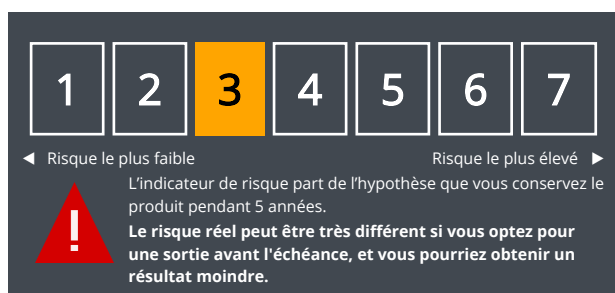 1 2 3 4 5 6 7
◄ Risque le plus faible Risque le plus élevé ►
L’indicateur de risque part de l’hypothèse que vous conservez le
produit pendant 5 années.
!
Le risque réel peut être très différent si vous optez pour
une sortie avant l'échéance, et vous pourriez obtenir un
résultat moindre.